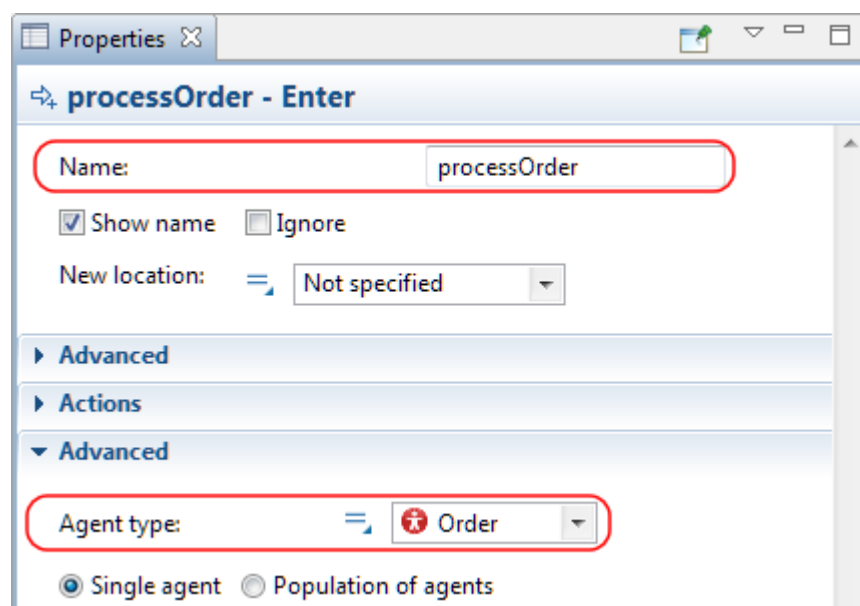 Properties
processOrder - Enter
Name: processOrder
Show name Ignore
New location: Not specified
Advanced
Actions
Advanced
Agent type: Order
Single agent Population of agents